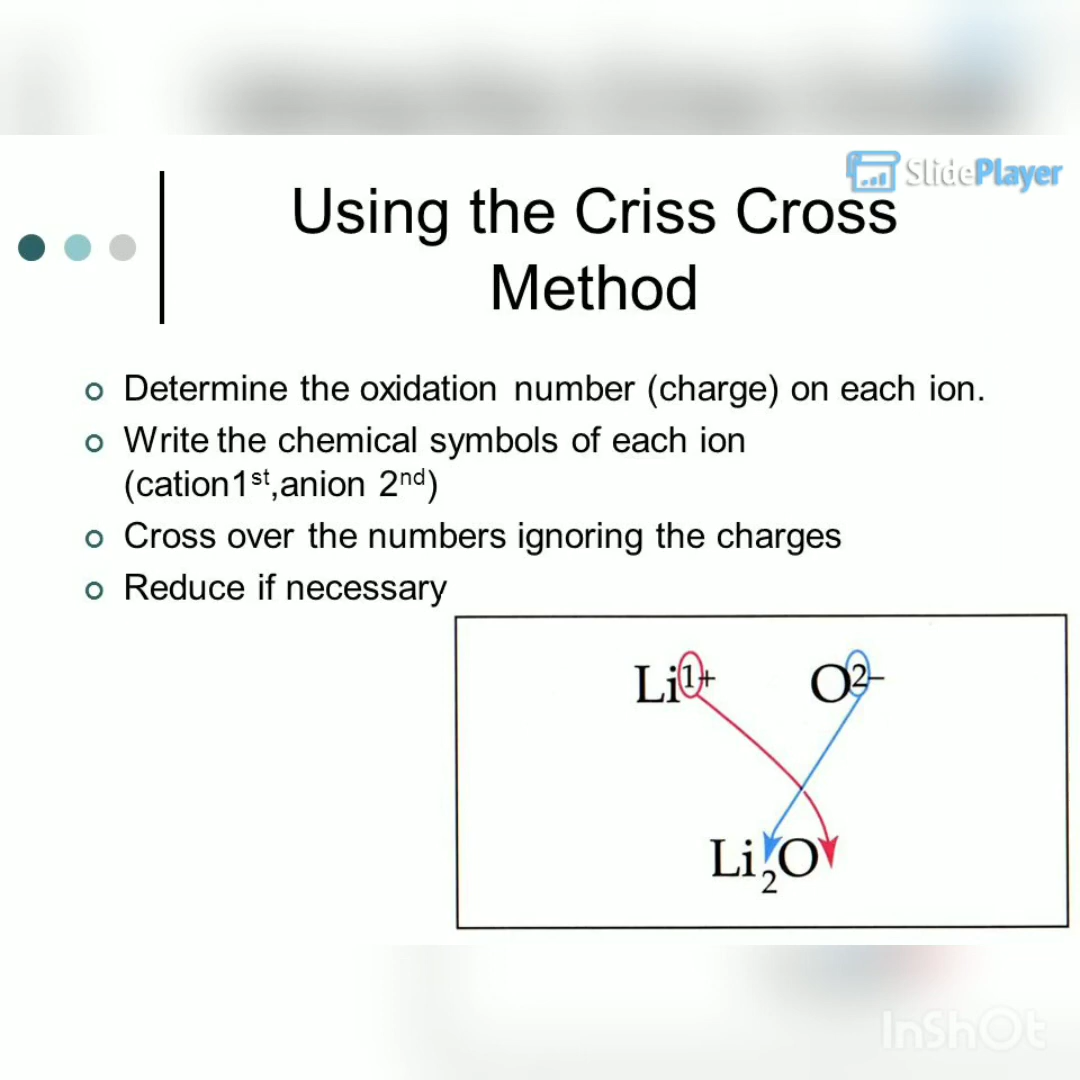 SlidePlayer
Using the Criss Cross
Method
Determine the oxidation number (charge) on each ion.
Write the chemical symbols of each ion
(cation1st,anion 2nd)
Cross over the numbers ignoring the charges
Reduce if necessary
Li1+ O2–
Li2O
InShOt